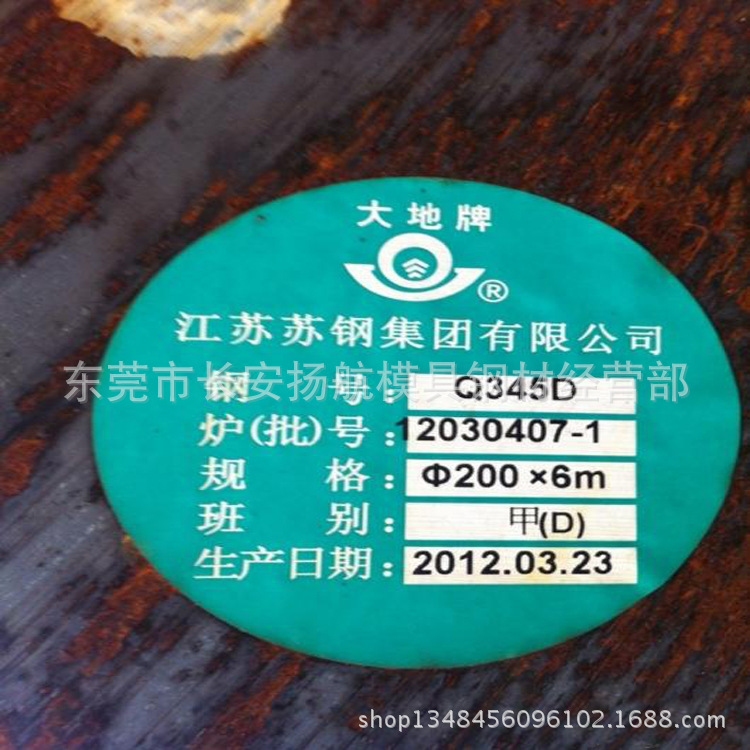 大地牌
®
江苏苏钢集团有限公司
东莞市长安扬航模具钢材经营部
钢 号: Q345D
炉(批)号: 12030407-1
规 格: Φ200×6m
班 别: 甲(D)
生产日期: 2012.03.23
shop1348456096102.1688.com